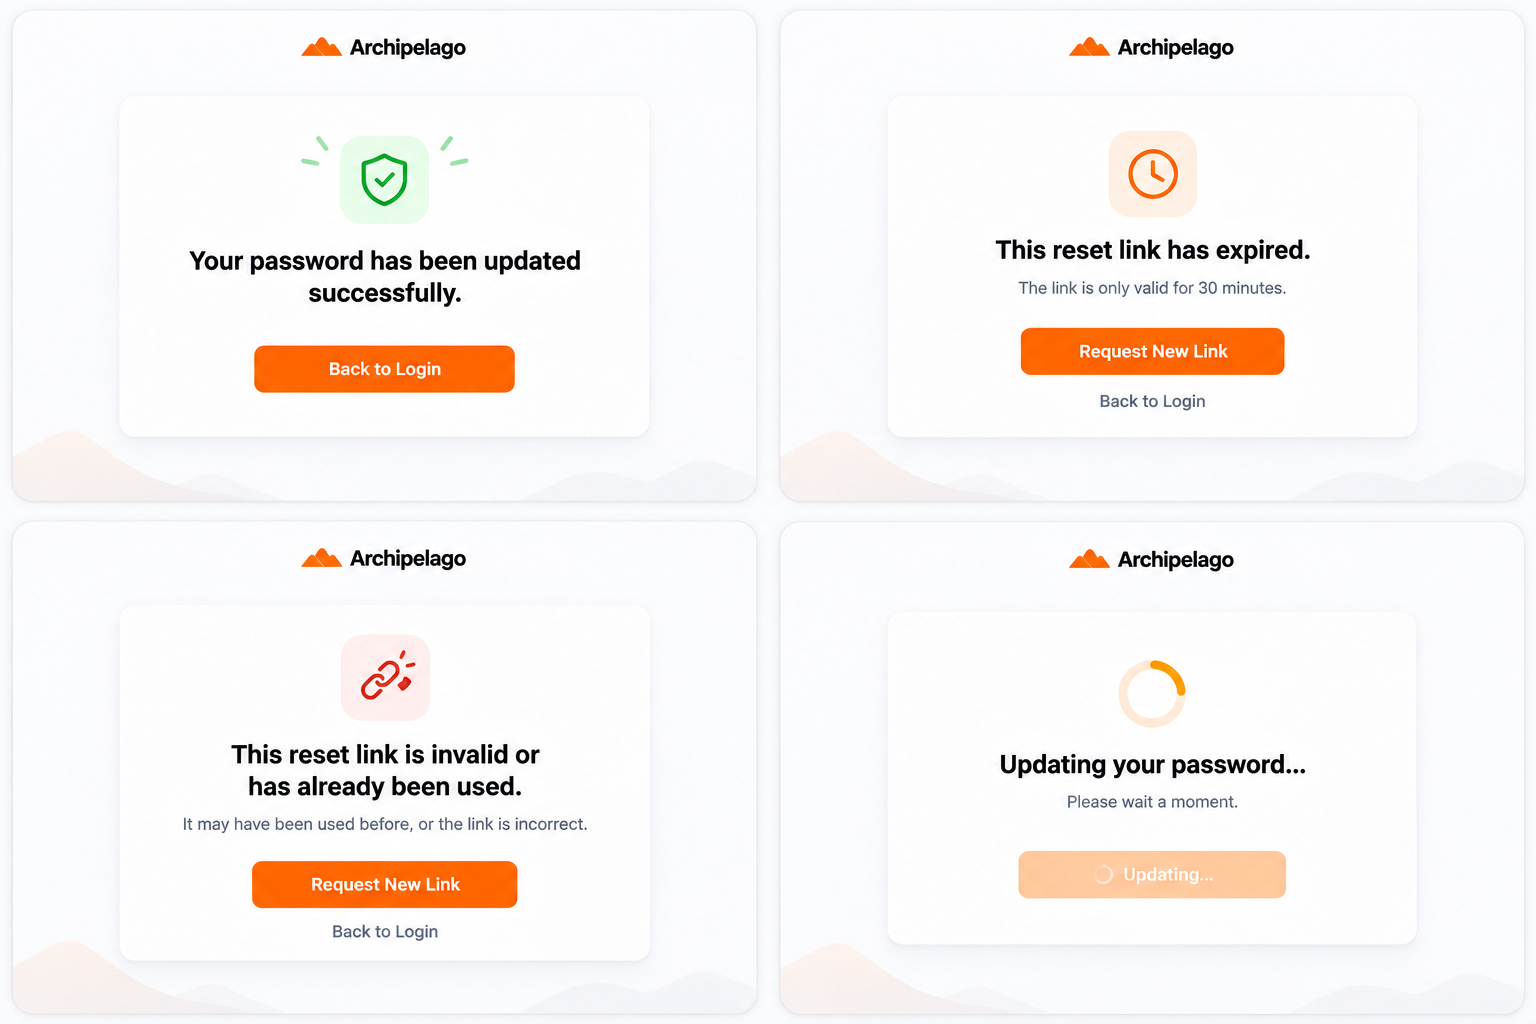 Archipelago
Your password has been updated
successfully.
Back to Login
Archipelago
This reset link has expired.
The link is only valid for 30 minutes.
Request New Link
Back to Login
Archipelago
This reset link is invalid or
has already been used.
It may have been used before, or the link is incorrect.
Request New Link
Back to Login
Archipelago
Updating your password...
Please wait a moment.
Updating...